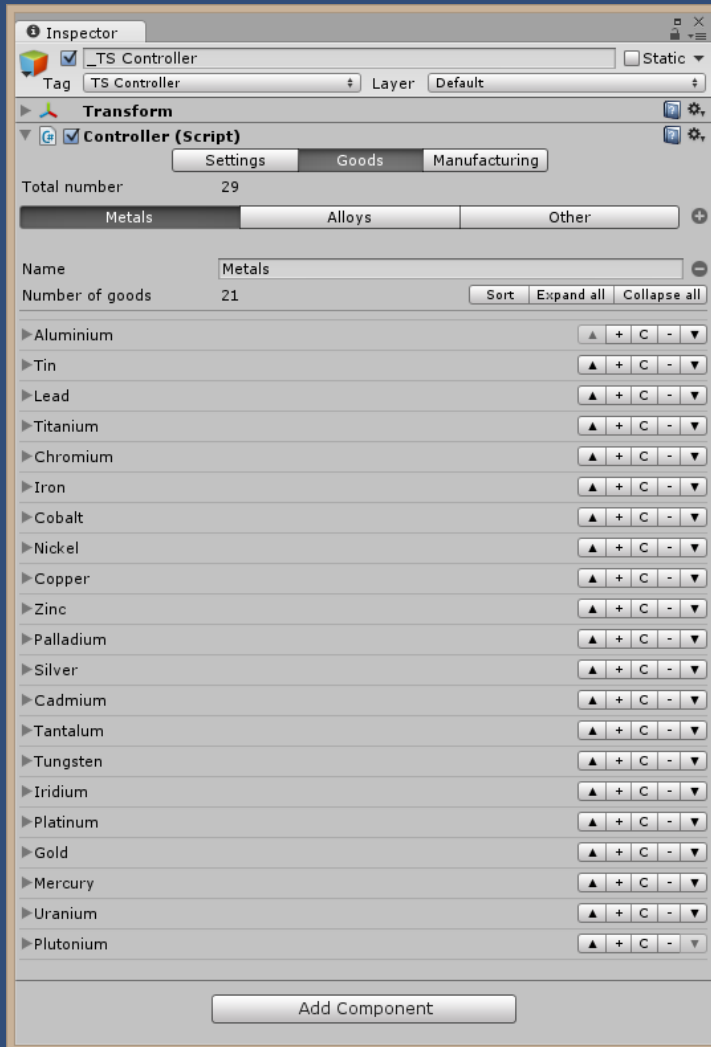 Inspector
_TS Controller Static
Tag TS Controller Layer Default
Transform
Controller (Script)
Settings Goods Manufacturing
Total number 29
Metals Alloys Other
Name Metals
Number of goods 21 Sort Expand all Collapse all
Aluminium + C -
Tin + C -
Lead + C -
Titanium + C -
Chromium + C -
Iron + C -
Cobalt + C -
Nickel + C -
Copper + C -
Zinc + C -
Palladium + C -
Silver + C -
Cadmium + C -
Tantalum + C -
Tungsten + C -
Iridium + C -
Platinum + C -
Gold + C -
Mercury + C -
Uranium + C -
Plutonium + C -
Add Component